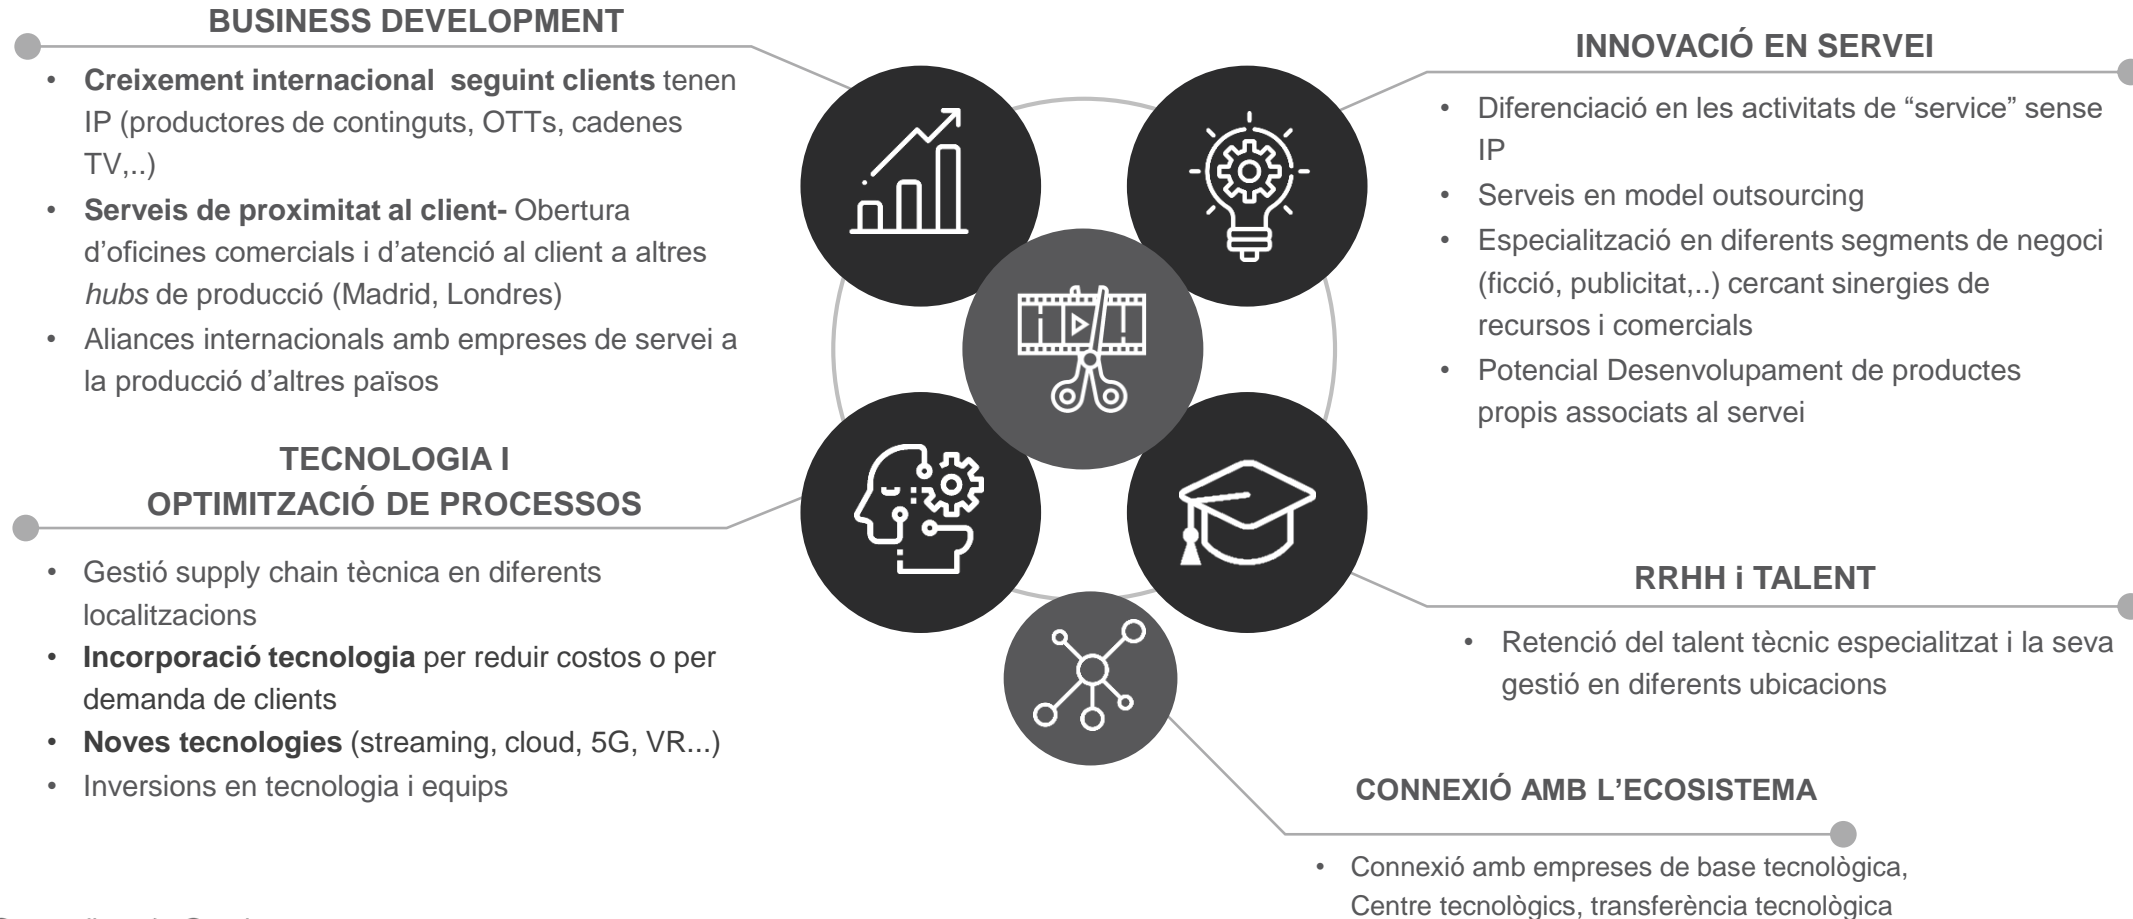 BUSINESS DEVELOPMENT
• Creixement internacional  seguint clients tenen
IP (productores de continguts, OTTs, cadenes
TV,..)
• Serveis de proximitat al client- Obertura
d’oficines comercials i d’atenció al client a altres
hubs de producció (Madrid, Londres)
• Aliances internacionals amb empreses de servei a
la producció d’altres països
TECNOLOGIA I
OPTIMITZACIÓ DE PROCESSOS
• Gestió supply chain tècnica en diferents
localitzacions
• Incorporació tecnologia per reduir costos o per
demanda de clients
• Noves tecnologies (streaming, cloud, 5G, VR...)
• Inversions en tecnologia i equips
INNOVACIÓ EN SERVEI
• Diferenciació en les activitats de “service” sense
IP
• Serveis en model outsourcing
• Especialització en diferents segments de negoci
(ficció, publicitat,..) cercant sinergies de
recursos i comercials
• Potencial Desenvolupament de productes
propis associats al servei
RRHH i TALENT
• Retenció del talent tècnic especialitzat i la seva
gestió en diferents ubicacions
CONNEXIÓ AMB L’ECOSISTEMA
• Connexió amb empreses de base tecnològica,
Centre tecnològics, transferència tecnològica